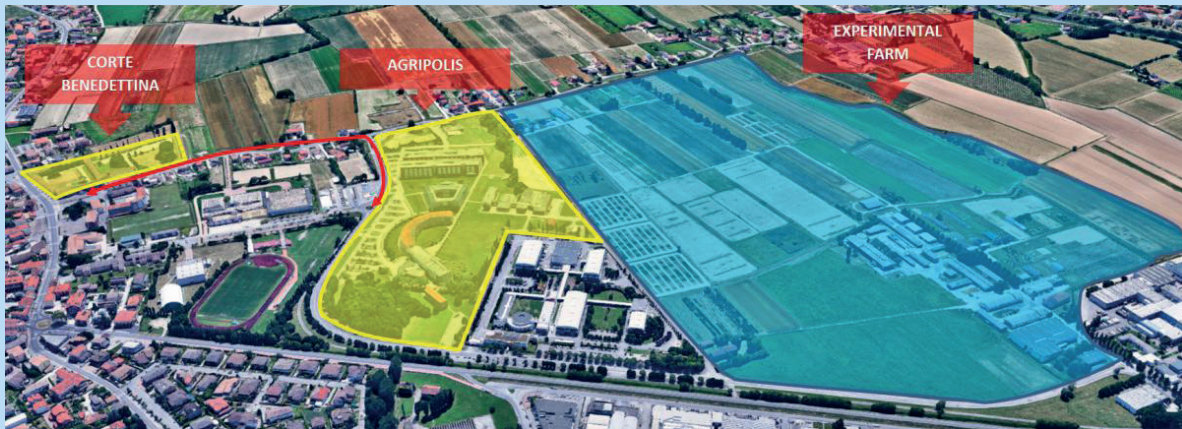 CORTE
BENEDETTINA
AGRIPOLIS
EXPERIMENTAL
FARM